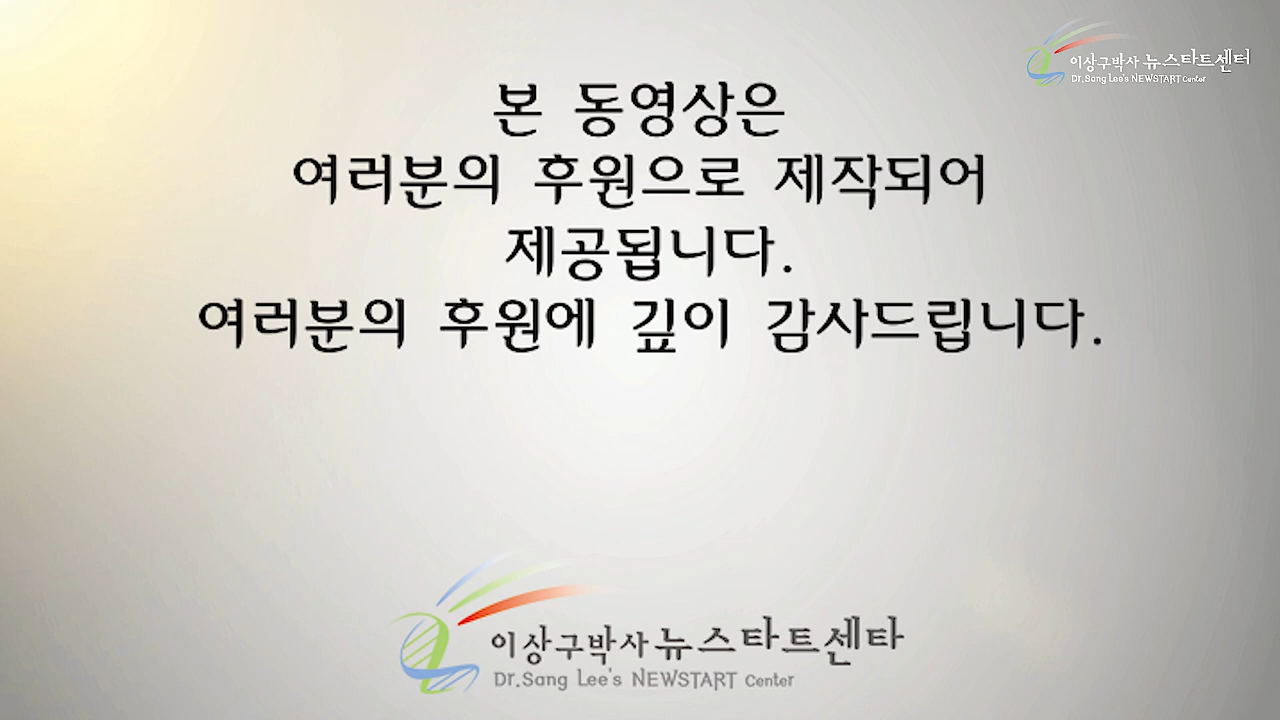 이상구박사 뉴스타트센터
Dr.Sang Lee's NEWSTART Center
본 동영상은
여러분의 후원으로 제작되어
제공됩니다.
여러분의 후원에 깊이 감사드립니다.
이상구박사 뉴스타트센타
Dr.Sang Lee's NEWSTART Center